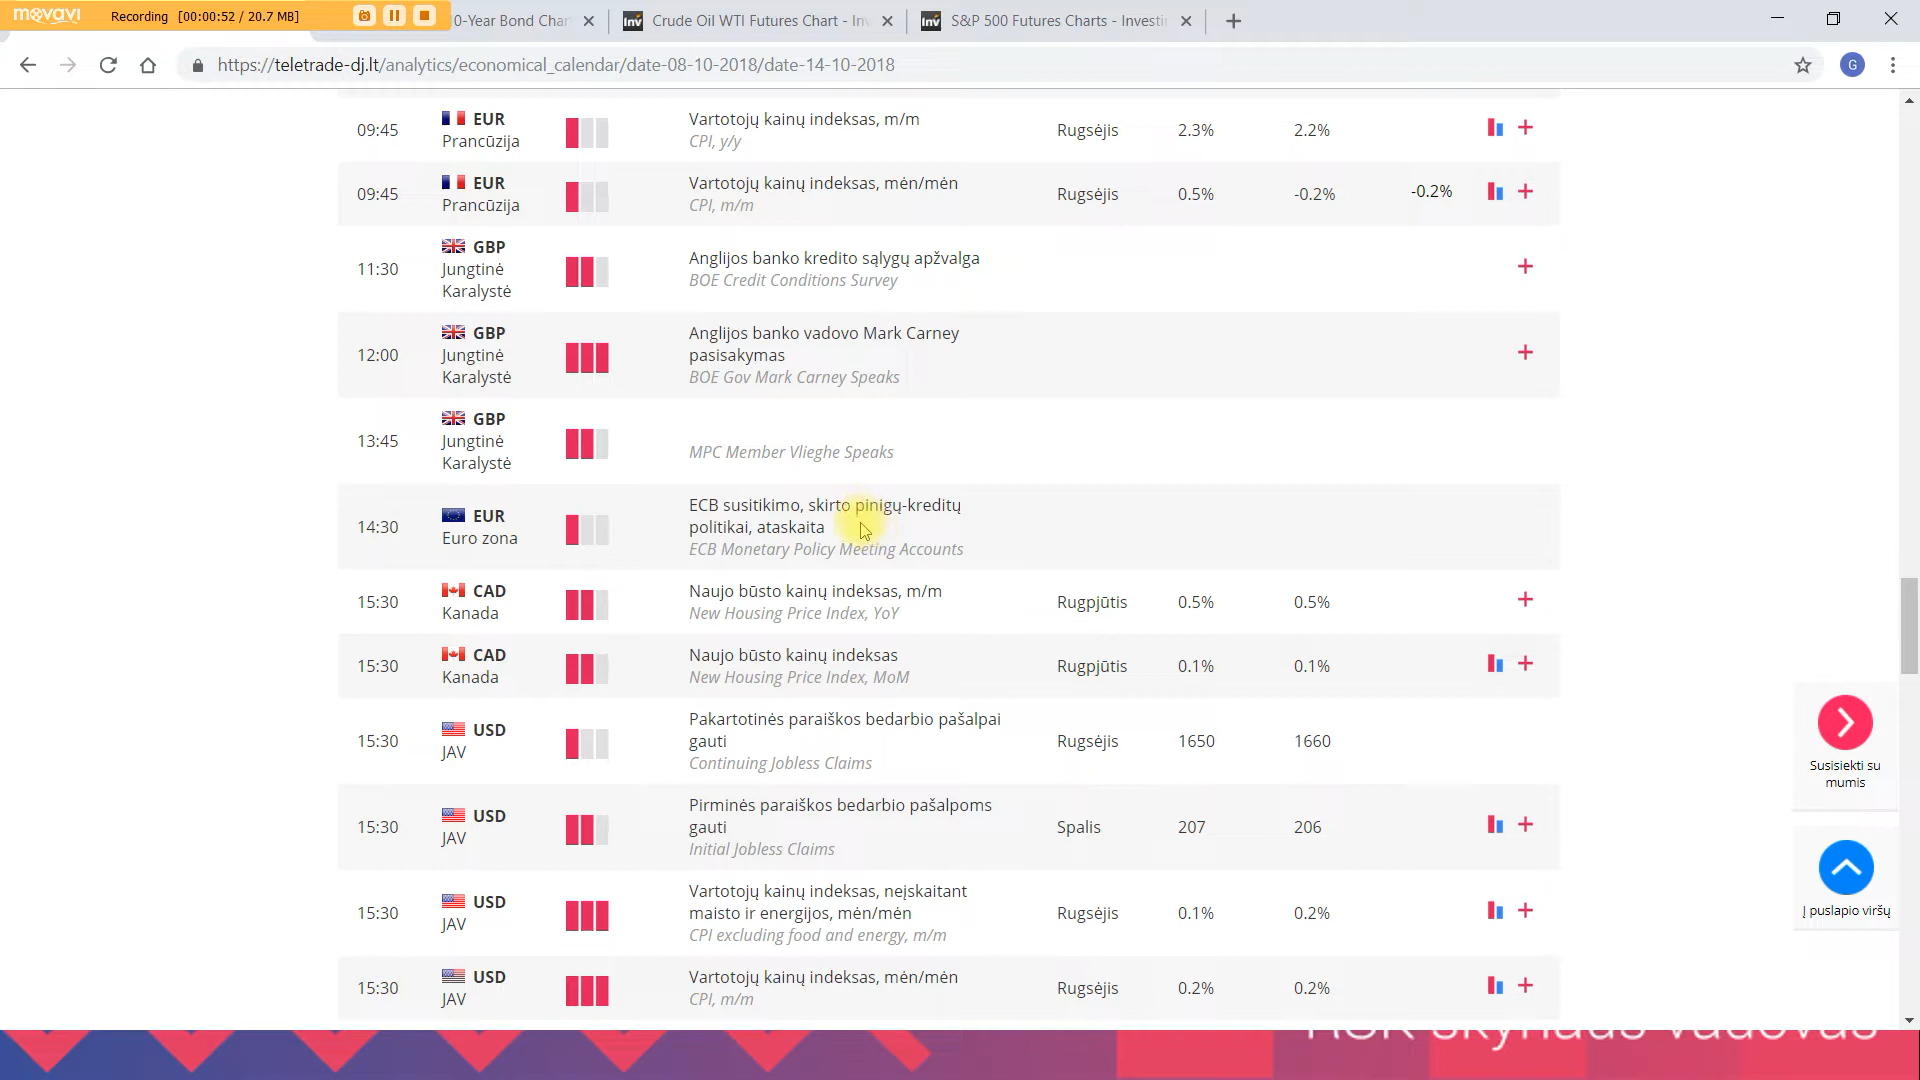 movavi
Recording [00:00:52 / 20.7 MB]
0-Year Bond Char
Inv Crude Oil WTI Futures Chart - Inv
Inv S&P 500 Futures Charts - Investi
https://teletrade-dj.lt/analytics/economical_calendar/date-08-10-2018/date-14-10-2018
G
09:45 EUR Prancūzija Vartotojų kainų indeksas, m/m Rugsėjis 2.3% 2.2%
CPI, y/y
09:45 EUR Prancūzija Vartotojų kainų indeksas, mėn/mėn Rugsėjis 0.5% -0.2% -0.2%
CPI, m/m
11:30 GBP Jungtinė Karalystė Anglijos banko kredito sąlygų apžvalga
BOE Credit Conditions Survey
12:00 GBP Jungtinė Karalystė Anglijos banko vadovo Mark Carney
pasisakymas
BOE Gov Mark Carney Speaks
13:45 GBP Jungtinė Karalystė
MPC Member Vlieghe Speaks
14:30 EUR Euro zona ECB susitikimo, skirto pinigų-kreditų
politikai, ataskaita
ECB Monetary Policy Meeting Accounts
15:30 CAD Kanada Naujo būsto kainų indeksas, m/m Rugpjūtis 0.5% 0.5%
New Housing Price Index, YoY
15:30 CAD Kanada Naujo būsto kainų indeksas Rugpjūtis 0.1% 0.1%
New Housing Price Index, MoM
15:30 USD JAV Pakartotinės paraiškos bedarbio pašalpai
gauti Rugsėjis 1650 1660
Continuing Jobless Claims
15:30 USD JAV Pirminės paraiškos bedarbio pašalpoms
gauti Spalis 207 206
Initial Jobless Claims
15:30 USD JAV Vartotojų kainų indeksas, neįskaitant
maisto ir energijos, mėn/mėn Rugsėjis 0.1% 0.2%
CPI excluding food and energy, m/m
15:30 USD JAV Vartotojų kainų indeksas, mėn/mėn Rugsėjis 0.2% 0.2%
CPI, m/m
Susisiekti su
mumis
Į puslapio viršų
skyriaus vadovas